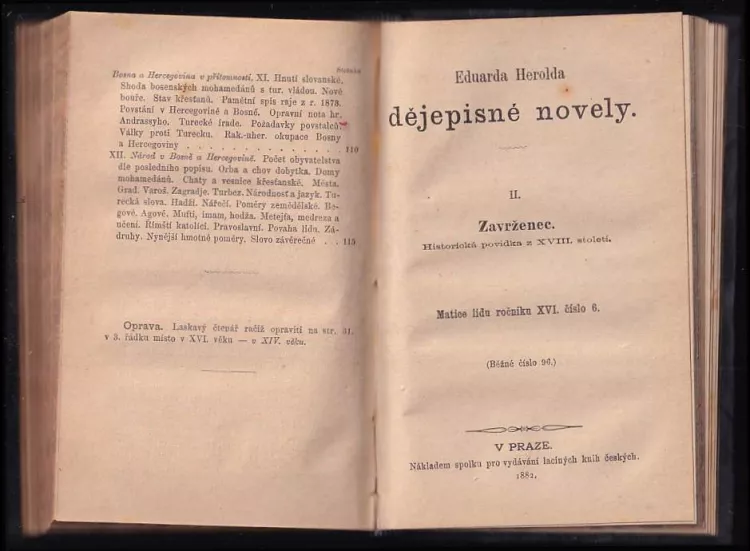 Stránka
Bosna a Hercegovina v přítomnosti. XI. Hnutí slovanské.
Shoda bosenských mohamedánů s tur. vládou. Nové
bouře. Stav křesťanů. Pamětní spis raje z r. 1873.
Povstání v Hercegovině a Bosně. Opravní nota hr.
Andrassyho. Turecké írade. Požadavky povstalců.
Války proti Turecku. Rak.-uher. okupace Bosny
a Hercegoviny . . . . . . . . . . . . . 110
XII. Národ v Bosně a Hercegovině. Počet obyvatelstva
dle posledního popisu. Orba a chov dobytka. Domy
mohamedánů. Chaty a vesnice křesťanské. Města.
Grad. Varoš. Zagradje. Turbez. Národnost a jazyk. Tu-
recká slova. Hadži. Nářečí. Poměry zemědělské. Be-
gové. Agové. Mufti, imam, hodža. Metejfa, medreza a
učení. Římští katolíci. Pravoslavní. Povaha lidu. Zá-
druhy. Nynější hmotné poměry. Slovo závěrečné . . 115
Oprava. Laskavý čtenář račiž opraviti na str. 31.
v 3. řádku místo v XVI. věku — v XIV. věku.
Eduarda Herolda
dějepisné novely.
II.
Zavrženec.
Historická povídka z XVIII. století.
Matice lidu ročníku XVI. číslo 6.
(Běžné číslo 96.)
V PRAZE.
Nákladem spolku pro vydávání laciných knih českých.
1882.